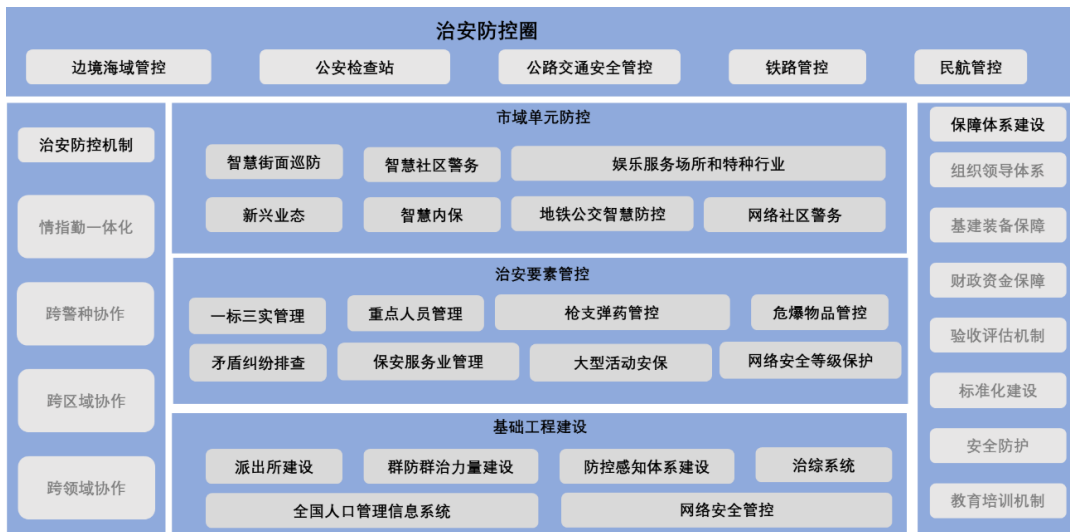 治安防控圈
边境海域管控
公安检查站
公路交通安全管控
铁路管控
民航管控
治安防控机制
情指勤一体化
跨警种协作
跨区域协作
跨领域协作
市域单元防控
智慧街面巡防
智慧社区警务
娱乐服务场所和特种行业
新兴业态
智慧内保
地铁公交智慧防控
网络社区警务
治安要素管控
一标三实管理
重点人员管理
枪支弹药管控
危爆物品管控
矛盾纠纷排查
保安服务业管理
大型活动安保
网络安全等级保护
基础工程建设
派出所建设
群防群治力量建设
防控感知体系建设
治综系统
全国人口管理信息系统
网络安全管控
保障体系建设
组织领导体系
基建装备保障
财政资金保障
验收评估机制
标准化建设
安全防护
教育培训机制